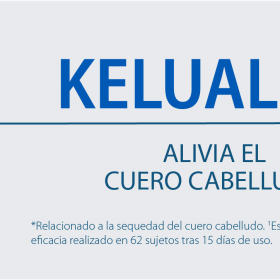 KELUAL
ALIVIA EL
CUERO CABELLU
*Relacionado a la sequedad del cuero cabelludo. ¹Es
eficacia realizado en 62 sujetos tras 15 días de uso.